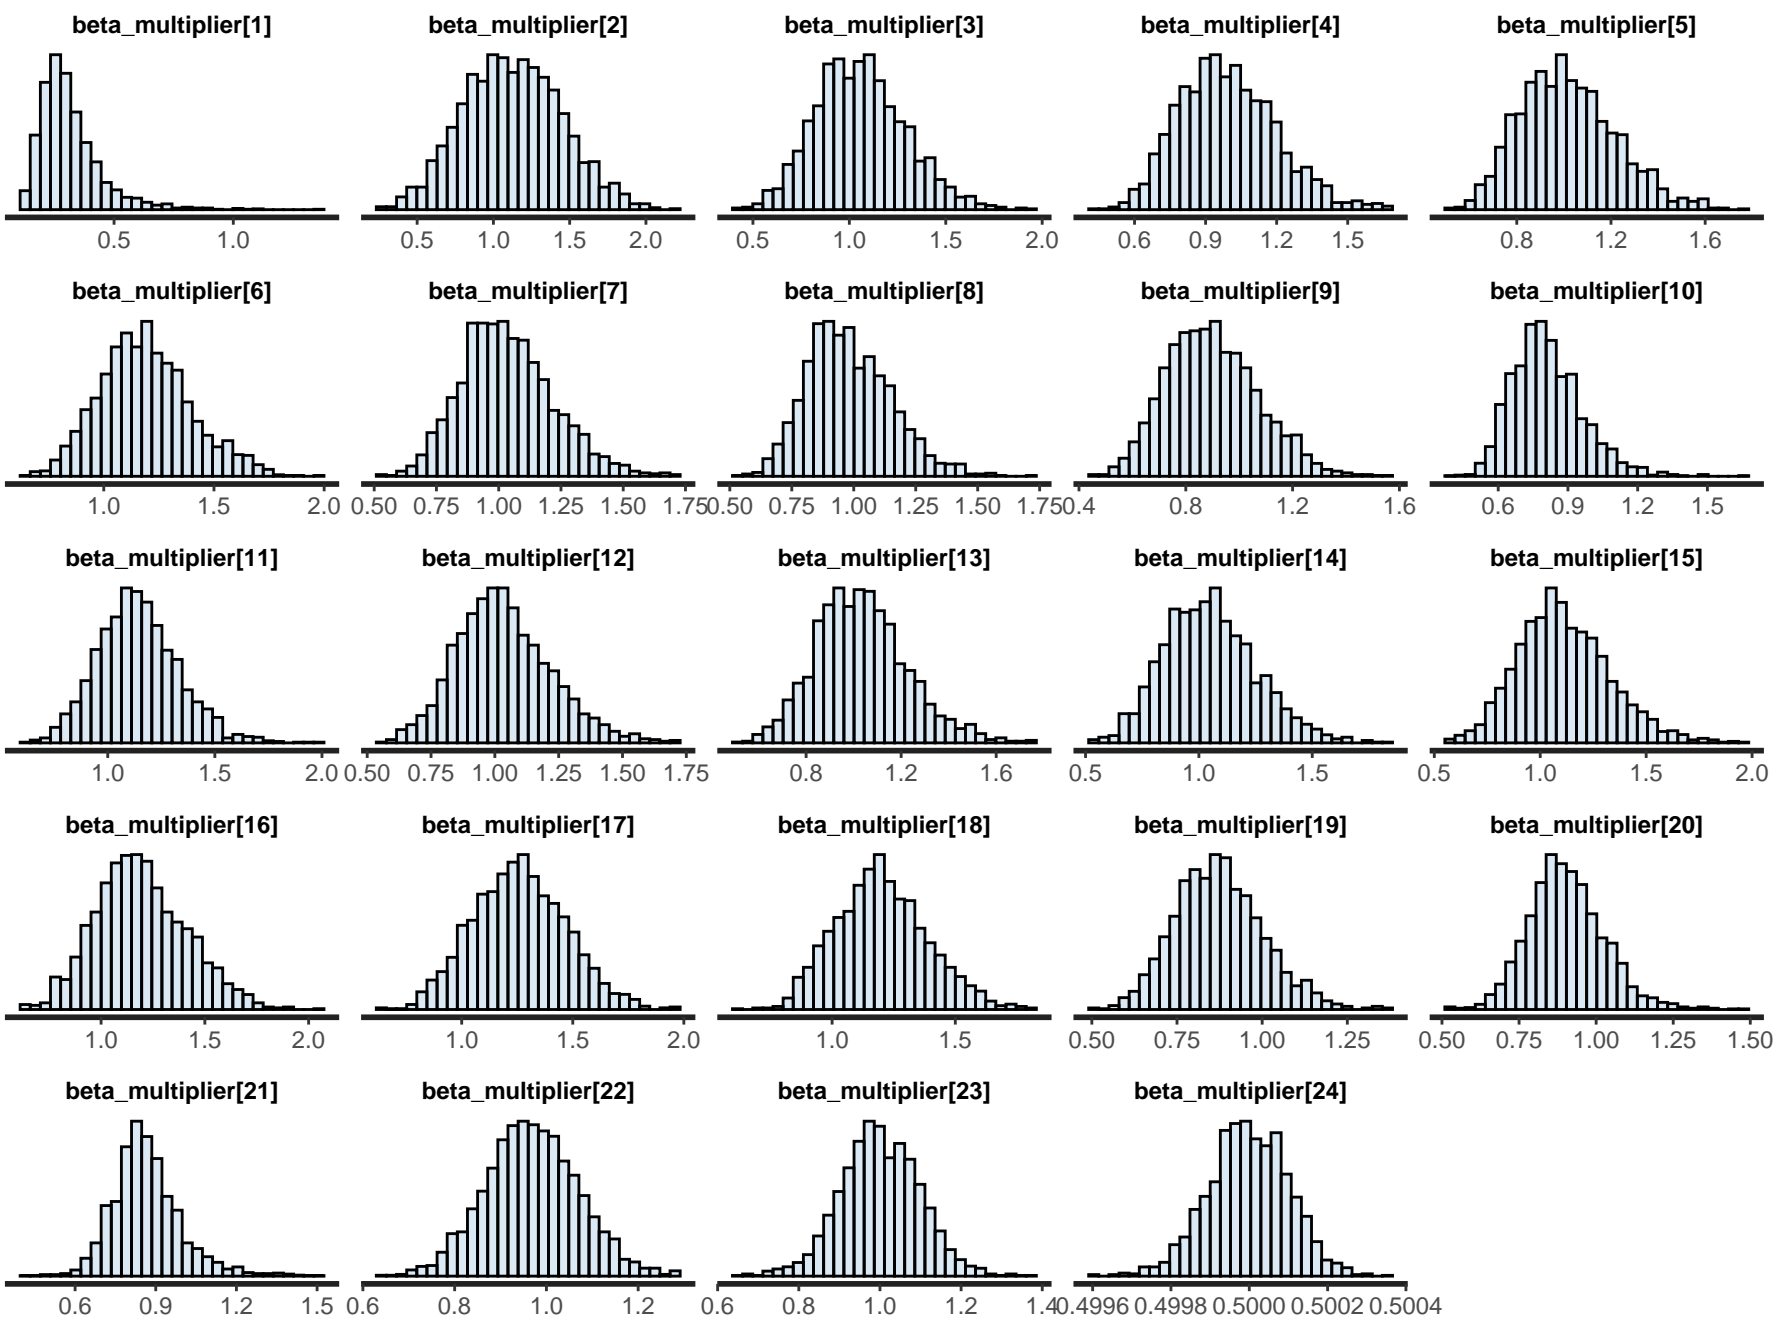 beta_multiplier[1] beta_multiplier[2] beta_multiplier[3] beta_multiplier[4] beta_multiplier[5]
0.5 1.0 0.5 1.0 1.5 2.0 0.5 1.0 1.5 2.0 0.6 0.9 1.2 1.5 0.8 1.2 1.6
beta_multiplier[6] beta_multiplier[7] beta_multiplier[8] beta_multiplier[9] beta_multiplier[10]
1.0 1.5 2.0 0.50 0.75 1.00 1.25 1.50 1.75 0.50 0.75 1.00 1.25 1.50 1.75 0.4 0.8 1.2 1.6 0.6 0.9 1.2 1.5
beta_multiplier[11] beta_multiplier[12] beta_multiplier[13] beta_multiplier[14] beta_multiplier[15]
1.0 1.5 2.0 0.50 0.75 1.00 1.25 1.50 1.75 0.8 1.2 1.6 0.5 1.0 1.5 0.5 1.0 1.5 2.0
beta_multiplier[16] beta_multiplier[17] beta_multiplier[18] beta_multiplier[19] beta_multiplier[20]
1.0 1.5 2.0 1.0 1.5 2.0 1.0 1.5 0.50 0.75 1.00 1.25 0.50 0.75 1.00 1.25 1.50
beta_multiplier[21] beta_multiplier[22] beta_multiplier[23] beta_multiplier[24]
0.6 0.9 1.2 1.5 0.6 0.8 1.0 1.2 0.6 0.8 1.0 1.2 1.4 0.4996 0.4998 0.5000 0.5002 0.5004